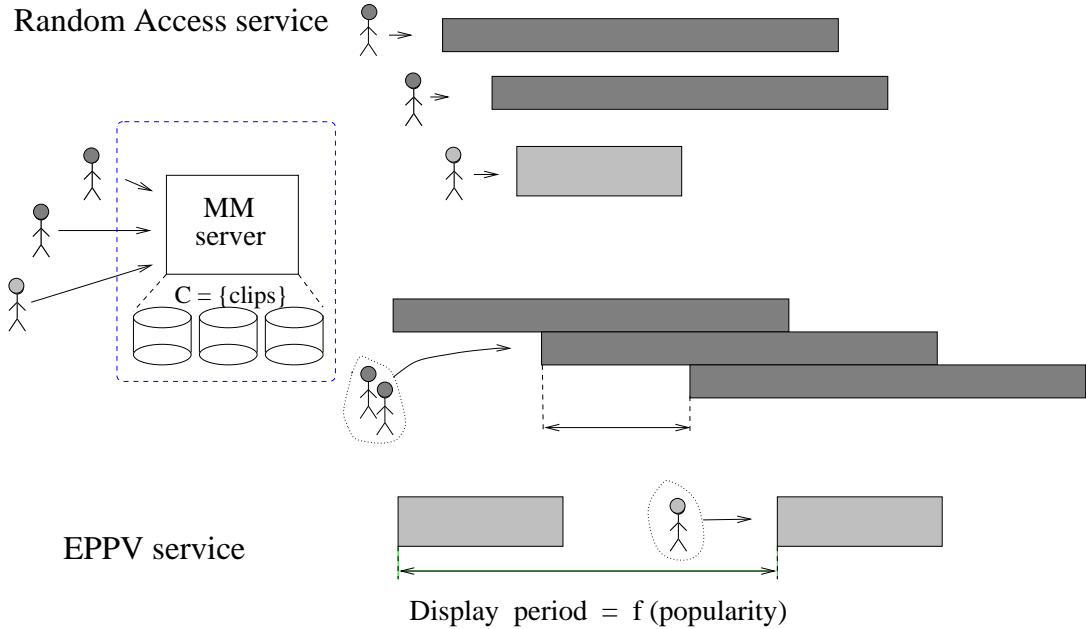 Random Access service
MM
server
C = {clips}
EPPV service
Display period = f (popularity)